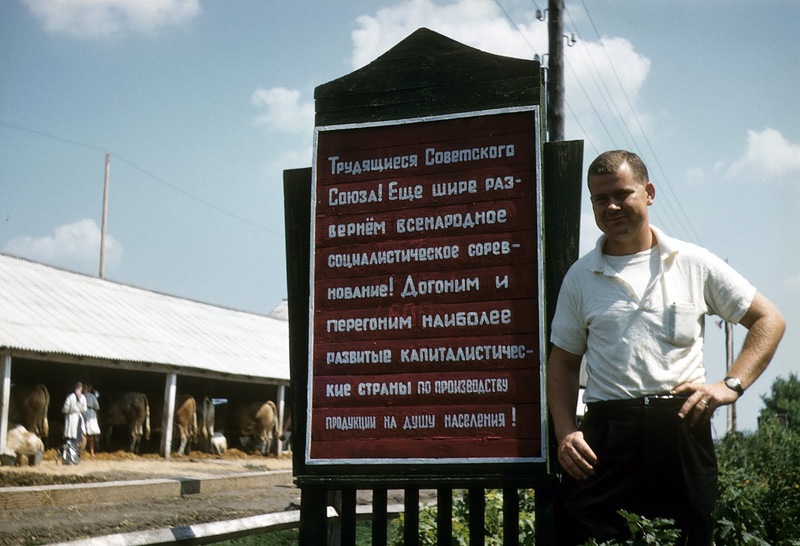 Трудящиеся Советского
Союза! Еще шире раз-
вернём всенародное
социалистическое сорев-
нование! Догоним и
перегоним наиболее
развитые капиталистичес-
кие страны по производству
продукции на душу населения!